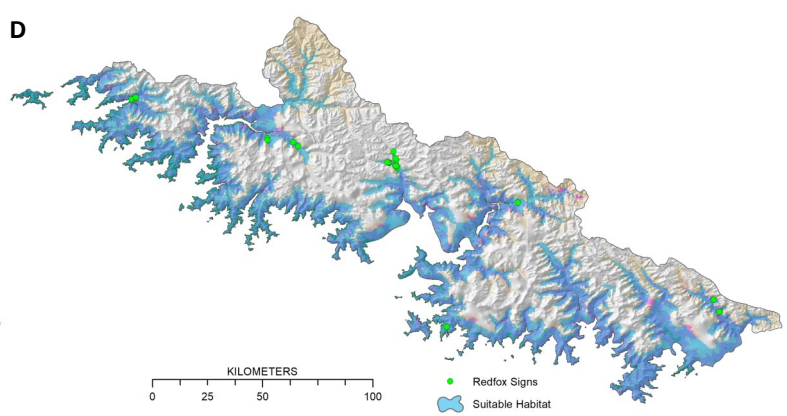 D
KILOMETERS
0 25 50 100
Redfox Signs
Suitable Habitat